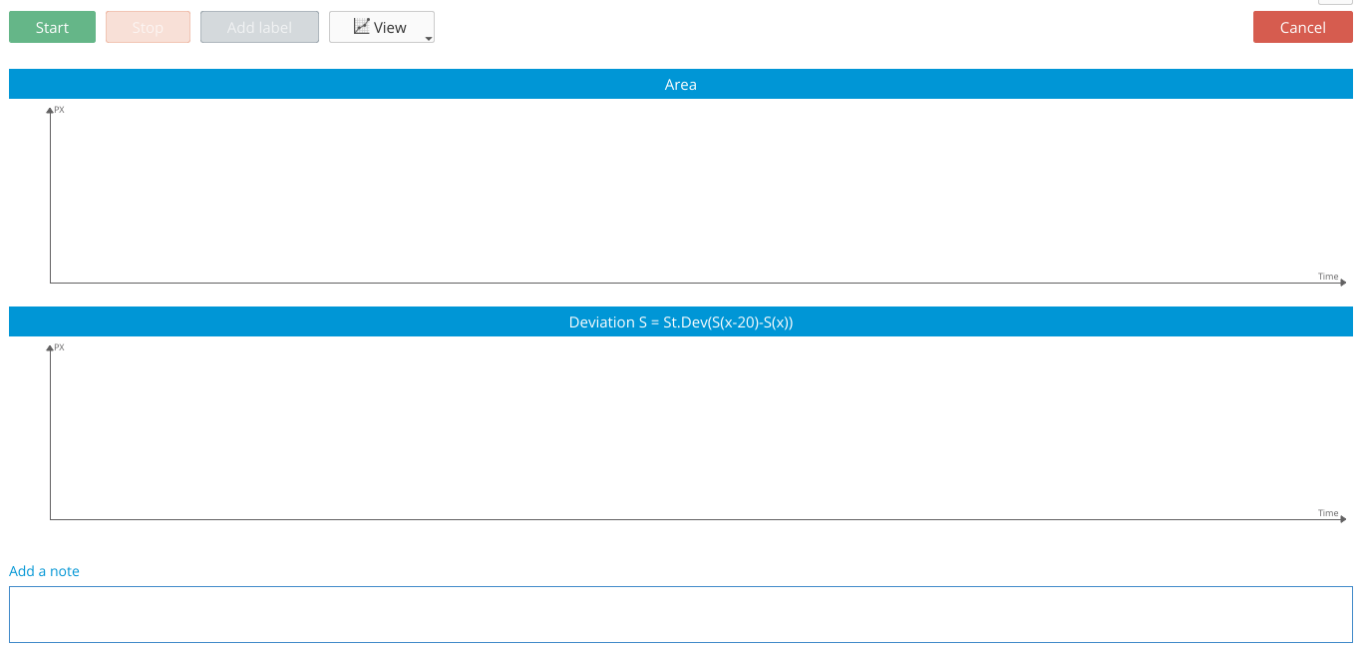 Start Stop Add label View Cancel
Area
PX
Time
Deviation S = St.Dev(S(x-20)-S(x))
PX
Time
Add a note